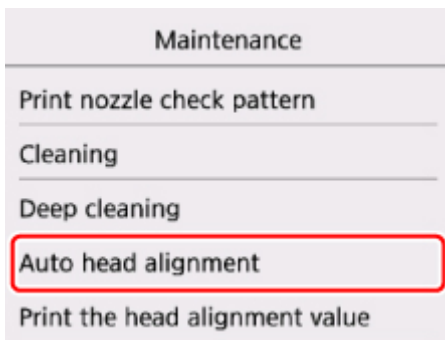 Maintenance
Print nozzle check pattern
Cleaning
Deep cleaning
Auto head alignment
Print the head alignment value